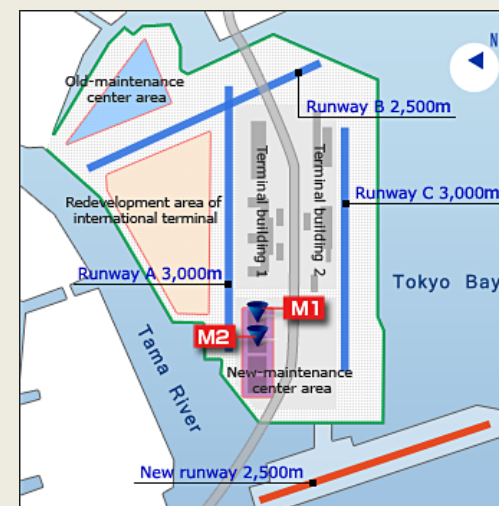 N
Old-maintenance
center area
Runway B 2,500m
Terminal building 1
Terminal building 2
Runway C 3,000m
Redevelopment area of
international terminal
Runway A 3,000m
Tokyo Bay
M1
M2
Tama River
New-maintenance
center area
New runway 2,500m